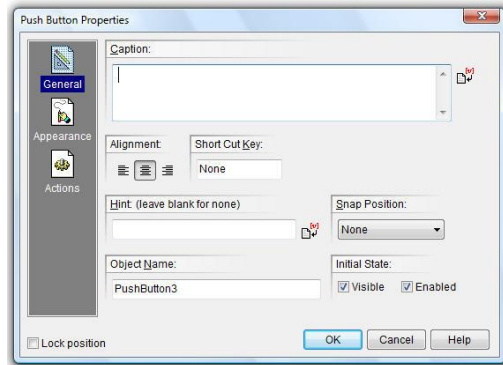 Push Button Properties
General
Appearance
Actions
Caption:
Alignment:
Short Cut Key:
None
Hint: (leave blank for none)
Snap Position:
None
Object Name:
PushButton3
Initial State:
Visible
Enabled
Lock position
OK
Cancel
Help